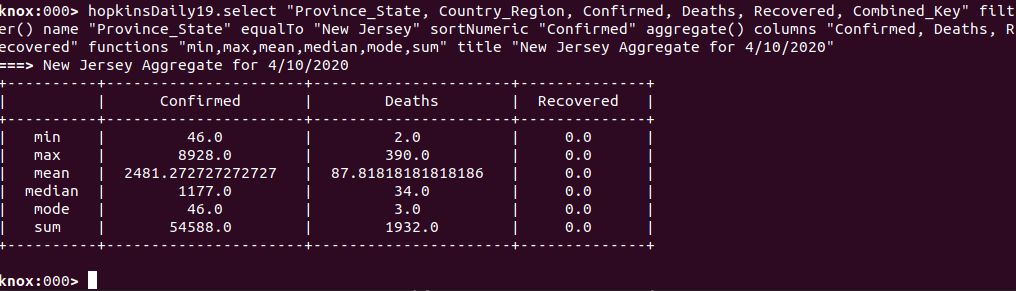 knox:000> hopkinsDaily19.select "Province_State, Country_Region, Confirmed, Deaths, Recovered, Combined_Key" filt
er() name "Province_State" equalTo "New Jersey" sortNumeric "Confirmed" aggregate() columns "Confirmed, Deaths, R
ecovered" functions "min,max,mean,median,mode,sum" title "New Jersey Aggregate for 4/10/2020"
===> New Jersey Aggregate for 4/10/2020
+----------+----------------------+----------------------+--------------+
|          |      Confirmed       |        Deaths        |  Recovered   |
+----------+----------------------+----------------------+--------------+
|   min    |         46.0         |         2.0          |     0.0      |
|   max    |        8928.0        |        390.0         |     0.0      |
|   mean   | 2481.272727272727    |  87.81818181818186   |     0.0      |
|  median  |        1177.0        |         34.0         |     0.0      |
|   mode   |         46.0         |         3.0          |     0.0      |
|   sum    |       54588.0        |        1932.0        |     0.0      |
+----------+----------------------+----------------------+--------------+
knox:000>